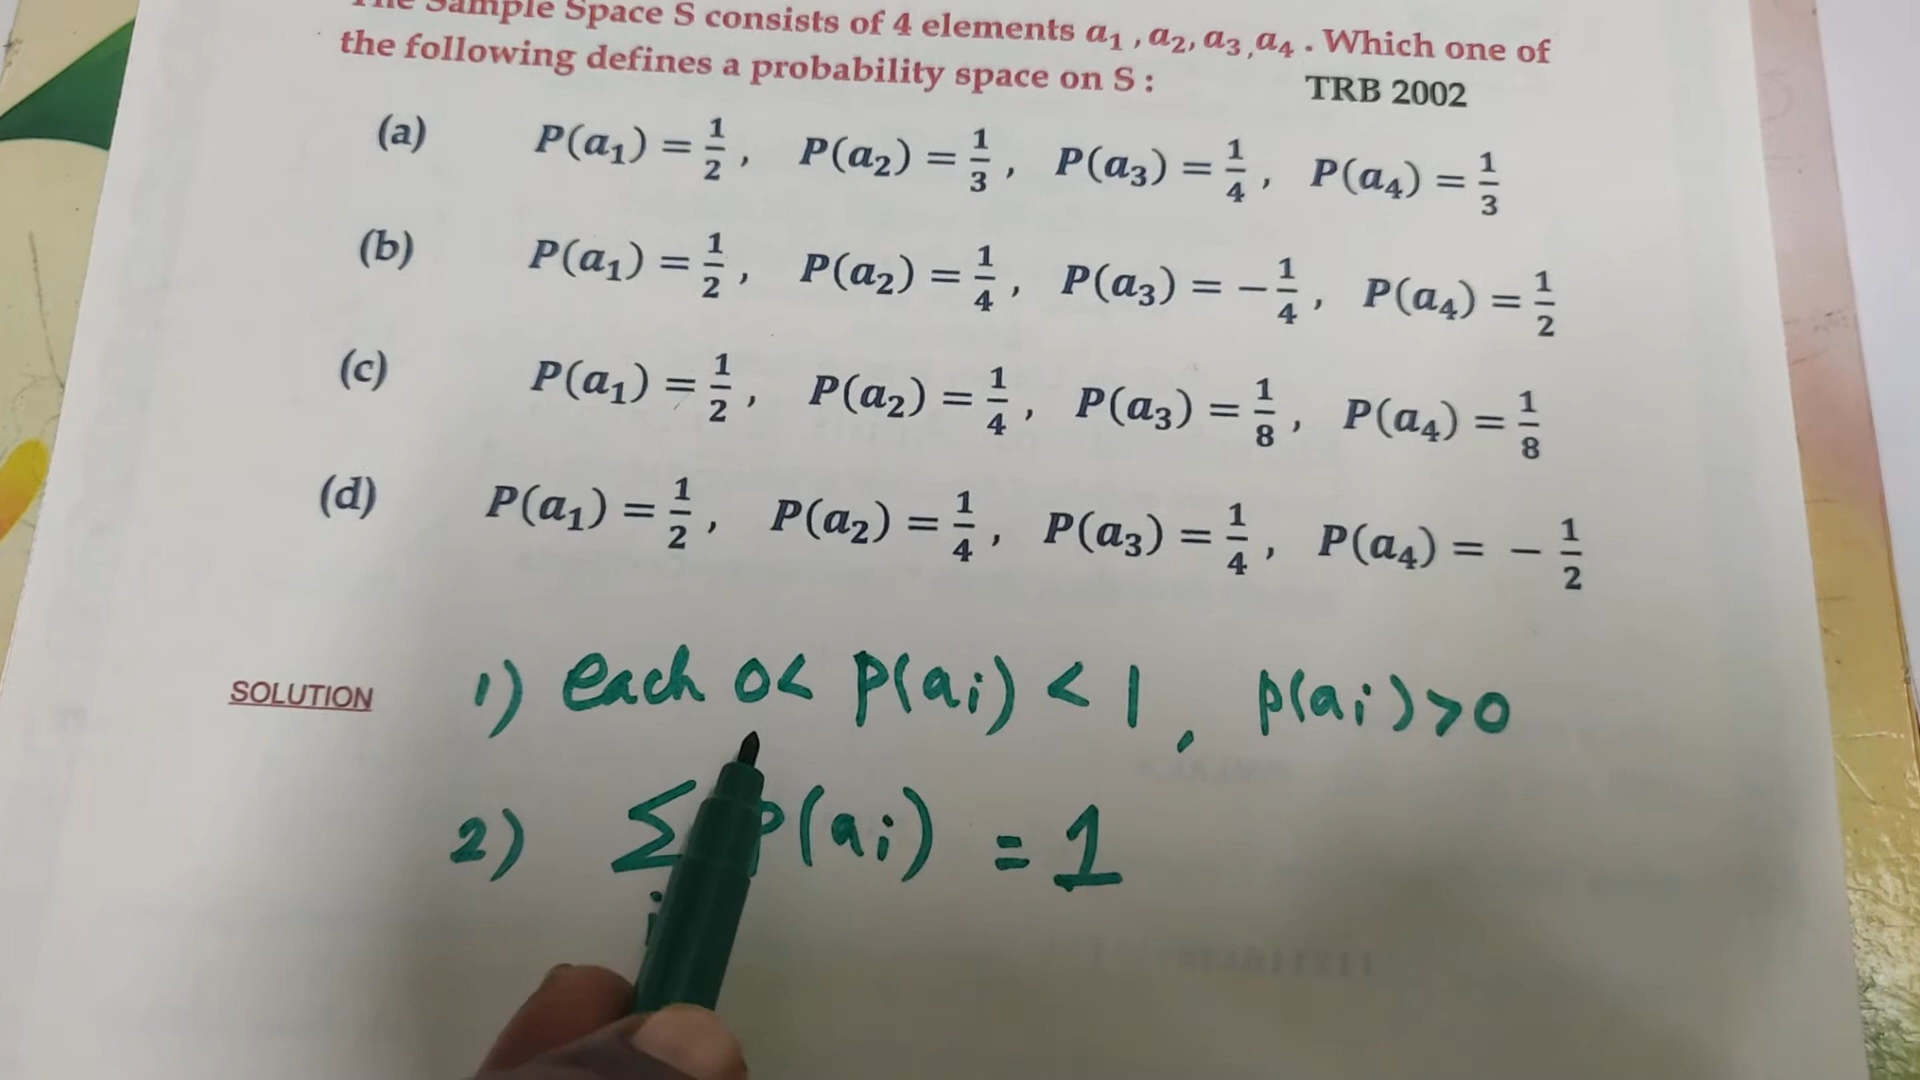 The Sample Space S consists of 4 elements a₁ , a₂, a₃ , a₄ . Which one of
the following defines a probability space on S :
TRB 2002
(a) P(a₁) = 1/2 , P(a₂) = 1/3 , P(a₃) = 1/4 , P(a₄) = 1/3
(b) P(a₁) = 1/2 , P(a₂) = 1/4 , P(a₃) = − 1/4 , P(a₄) = 1/2
(c) P(a₁) = 1/2 , P(a₂) = 1/4 , P(a₃) = 1/8 , P(a₄) = 1/8
(d) P(a₁) = 1/2 , P(a₂) = 1/4 , P(a₃) = 1/4 , P(a₄) = − 1/2
SOLUTION 1) each 0< P(aᵢ) < 1 , P(aᵢ) > 0
2) Σ P(aᵢ) = 1
i